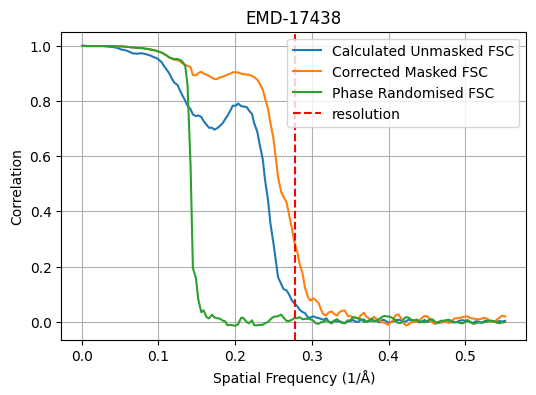 EMD-17438
Calculated Unmasked FSC
Corrected Masked FSC
Phase Randomised FSC
resolution
Correlation
1.0
0.8
0.6
0.4
0.2
0.0
0.0 0.1 0.2 0.3 0.4 0.5
Spatial Frequency (1/Å)